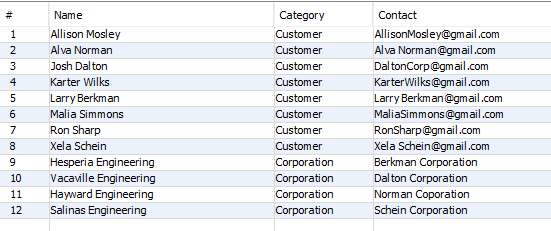 # Name Category Contact
1 Allison Mosley Customer AllisonMosley@gmail.com
2 Alva Norman Customer Alva Norman@gmail.com
3 Josh Dalton Customer DaltonCorp@gmail.com
4 Karter Wilks Customer KarterWilks@gmail.com
5 Larry Berkman Customer Larry Berkman@gmail.com
6 Malia Simmons Customer MaliaSimmons@gmail.com
7 Ron Sharp Customer RonSharp@gmail.com
8 Xela Schein Customer Xela Schein@gmail.com
9 Hesperia Engineering Corporation Berkman Corporation
10 Vacaville Engineering Corporation Dalton Corporation
11 Hayward Engineering Corporation Norman Coporation
12 Salinas Engineering Corporation Schein Corporation